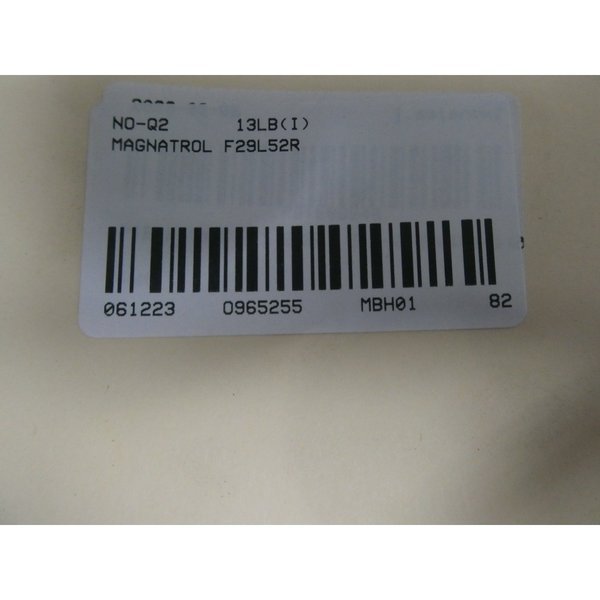 NO-Q2 13LB(I)
MAGNATROL F29L52R
061223 0965255 MBH01 82